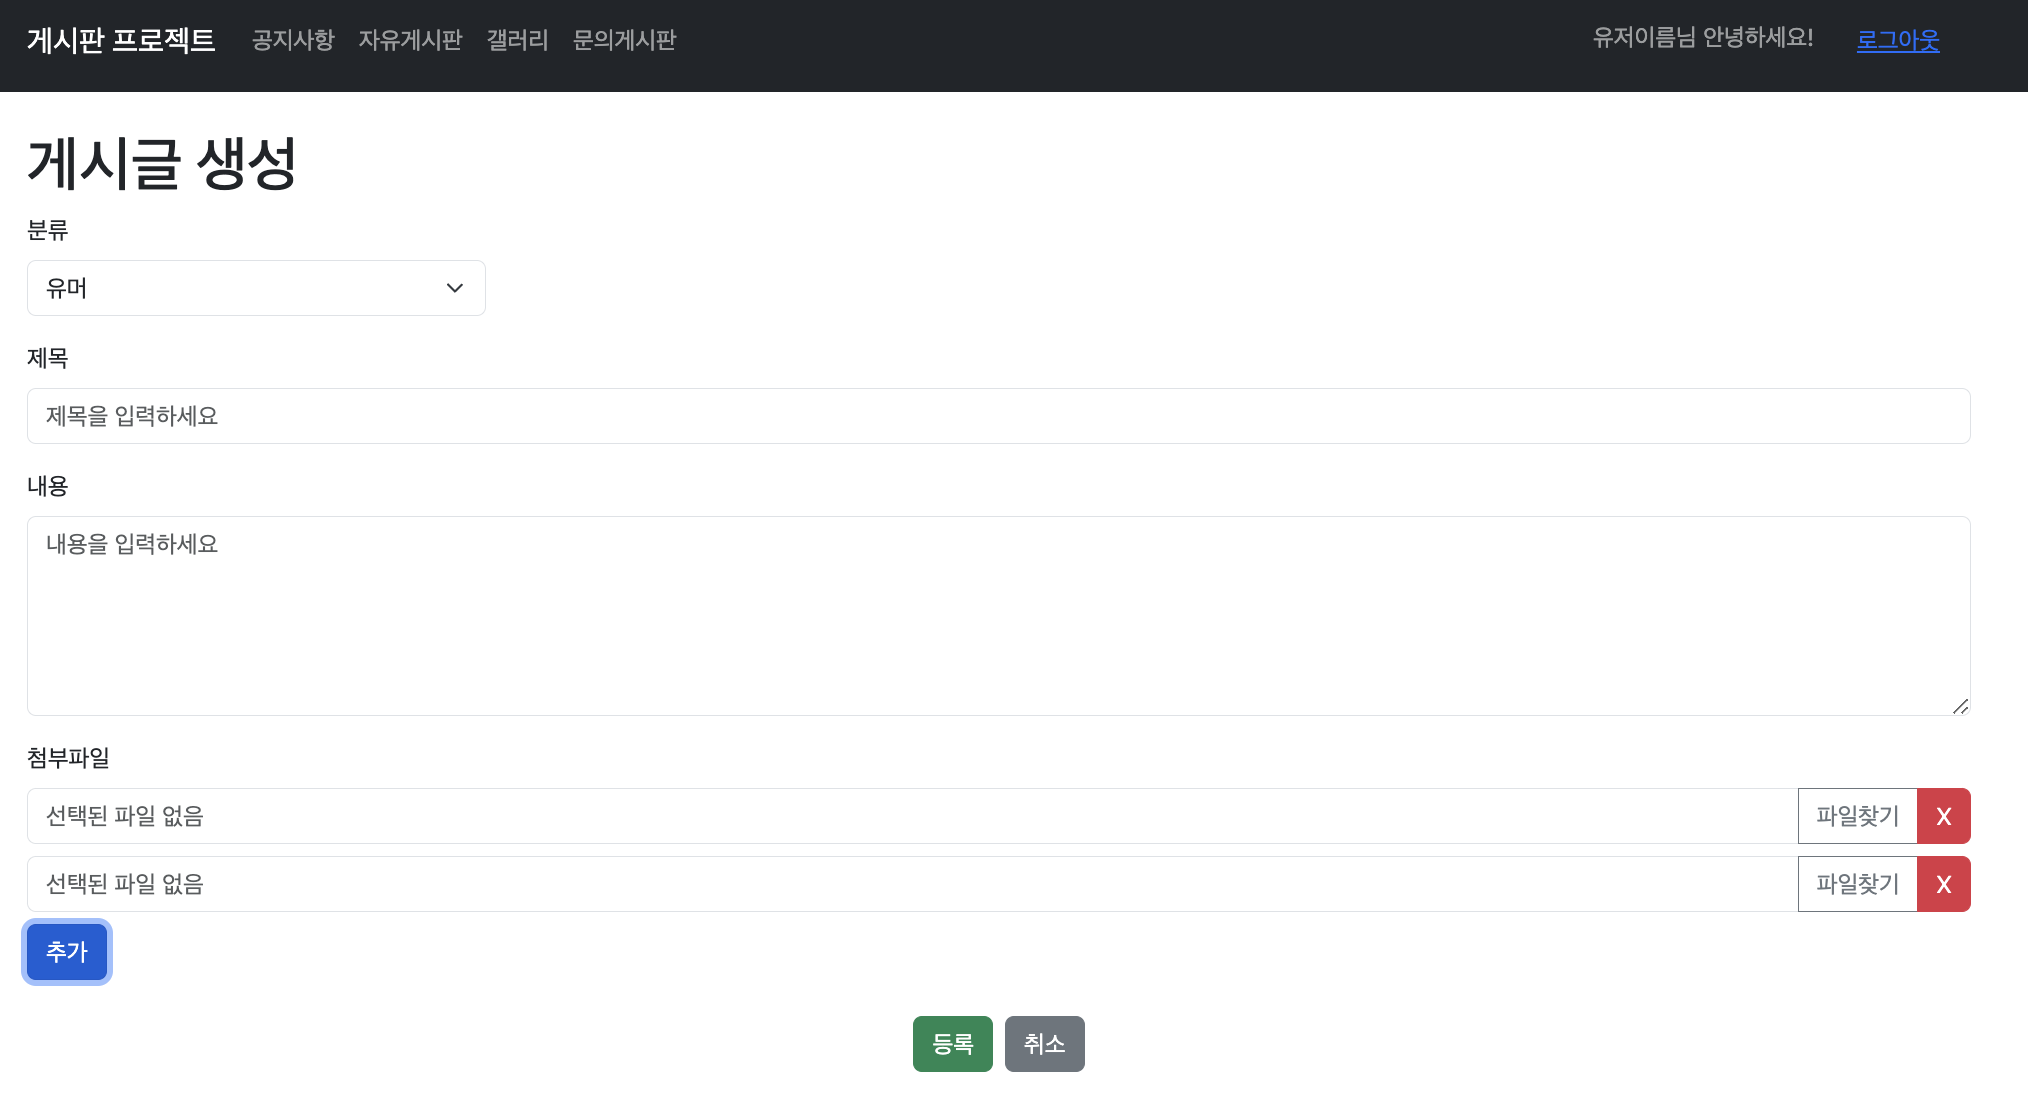 게시판 프로젝트 공지사항 자유게시판 갤러리 문의게시판 유저이름님 안녕하세요! 로그아웃
게시글 생성
분류
유머
제목
제목을 입력하세요
내용
내용을 입력하세요
첨부파일
선택된 파일 없음 파일찾기 X
선택된 파일 없음 파일찾기 X
추가
등록 취소